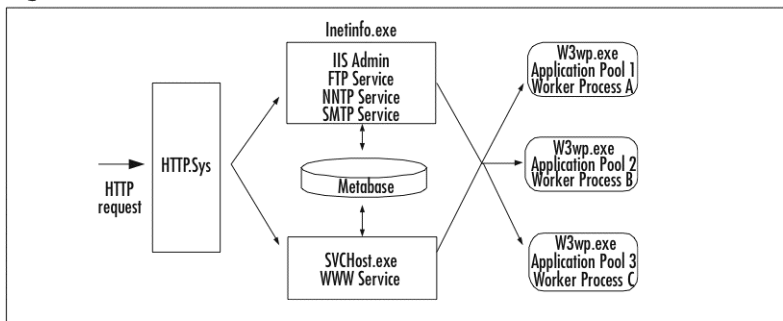 HTTP
request
HTTP.Sys
Inetinfo.exe
IIS Admin
FTP Service
NNTP Service
SMTP Service
Metabase
SVCHost.exe
WWW Service
W3wp.exe
Application Pool 1
Worker Process A
W3wp.exe
Application Pool 2
Worker Process B
W3wp.exe
Application Pool 3
Worker Process C